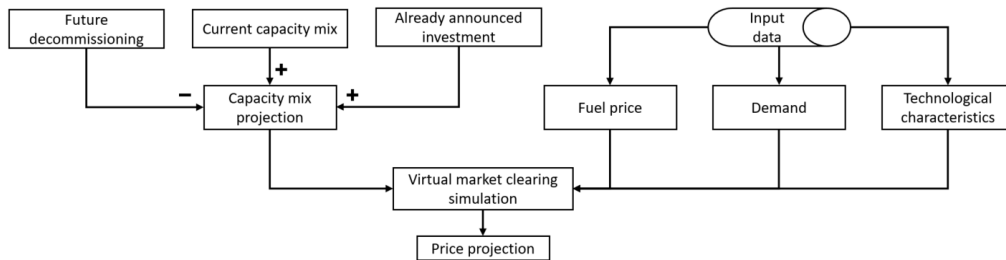 Future
decommissioning
Current capacity mix
Already announced
investment
Input
data
+
−
+
Capacity mix
projection
Fuel price
Demand
Technological
characteristics
Virtual market clearing
simulation
Price projection